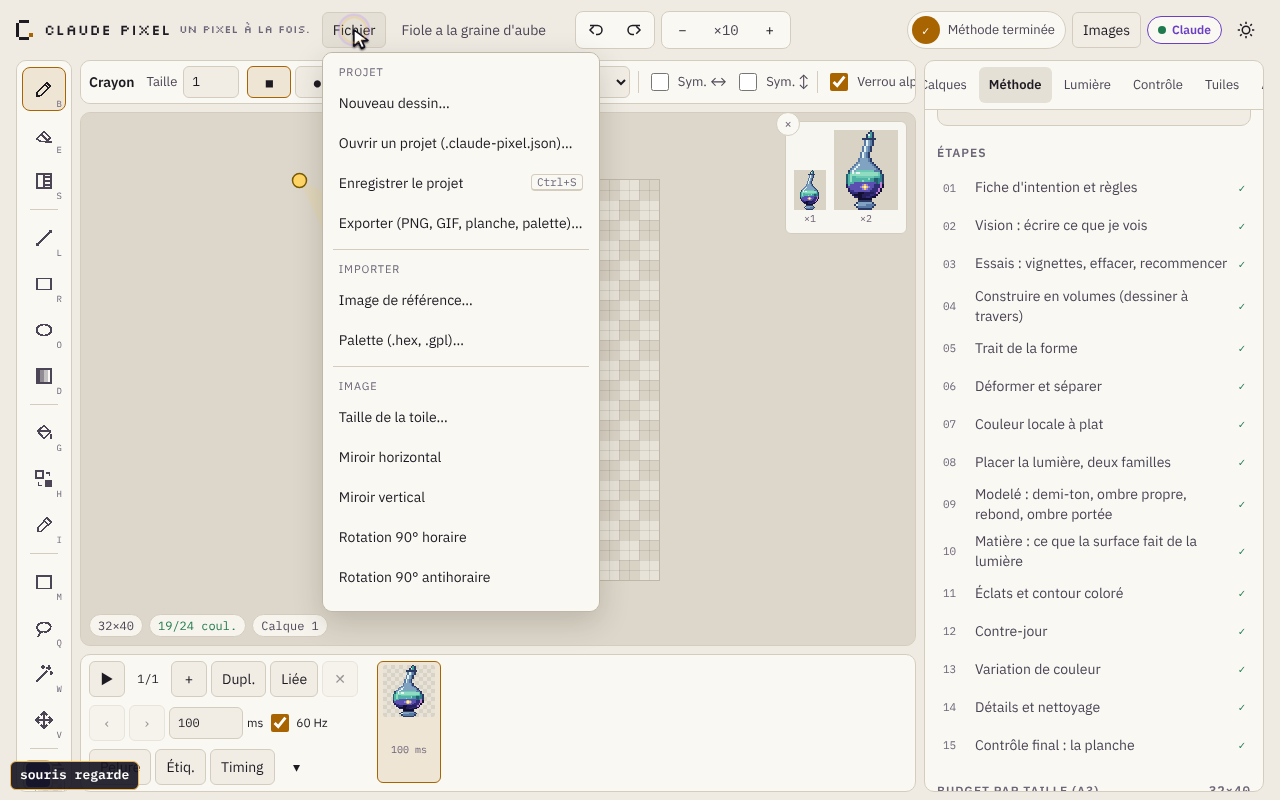 CLAUDE PIXEL
UN PIXEL À LA FOIS.
Fichier
Fiole a la graine d'aube
− ×10 +
✓ Méthode terminée
Images
Claude
Crayon
Taille
1
Sym. ↔
Sym. ↕
Verrou alp
Calques
Méthode
Lumière
Contrôle
Tuiles
PROJET
Nouveau dessin...
Ouvrir un projet (.claude-pixel.json)...
Enregistrer le projet
Ctrl+S
Exporter (PNG, GIF, planche, palette)...
IMPORTER
Image de référence...
Palette (.hex, .gpl)...
IMAGE
Taille de la toile...
Miroir horizontal
Miroir vertical
Rotation 90° horaire
Rotation 90° antihoraire
B
E
S
L
R
O
D
G
H
I
M
Q
W
V
×
×1
×2
32×40
19/24 coul.
Calque 1
ÉTAPES
01 Fiche d'intention et règles ✓
02 Vision : écrire ce que je vois ✓
03 Essais : vignettes, effacer, recommencer ✓
04 Construire en volumes (dessiner à
travers) ✓
05 Trait de la forme ✓
06 Déformer et séparer ✓
07 Couleur locale à plat ✓
08 Placer la lumière, deux familles ✓
09 Modelé : demi-ton, ombre propre,
rebond, ombre portée ✓
10 Matière : ce que la surface fait de la
lumière ✓
11 Éclats et contour coloré ✓
12 Contre-jour ✓
13 Variation de couleur ✓
14 Détails et nettoyage ✓
15 Contrôle final : la planche ✓
BUDGET PAR TAILLE (A3) 32×40
1/1
+
Dupl.
Liée
×
‹
›
100
ms
60 Hz
100 ms
Étiq.
Timing
▼
souris regarde